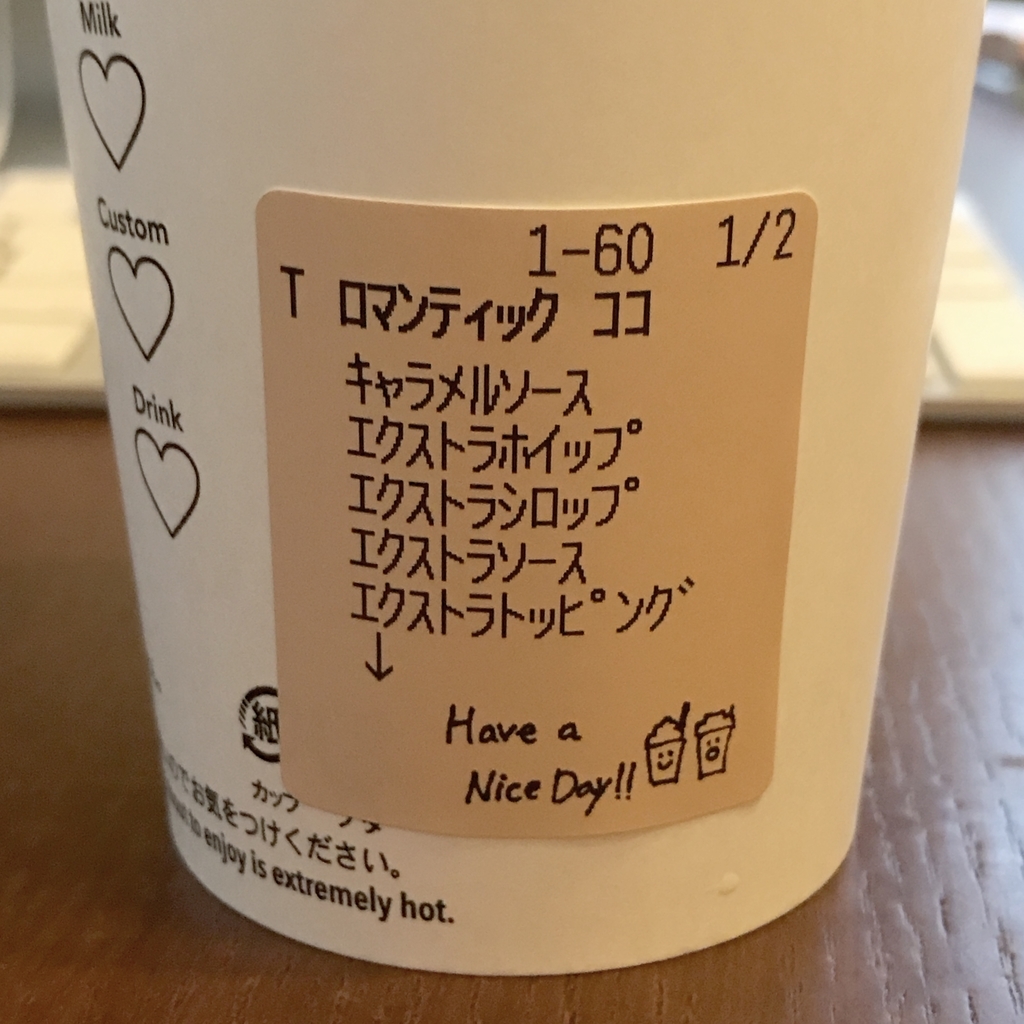 Milk
Custom
Drink
1-60 1/2
T ロマンティック ココ
キャラメルソース
エクストラホイップ
エクストラシロップ
エクストラソース
エクストラトッピング
↓
Have a
Nice Day!!
紙
カップ
のでお気をつけください。
to enjoy is extremely hot.